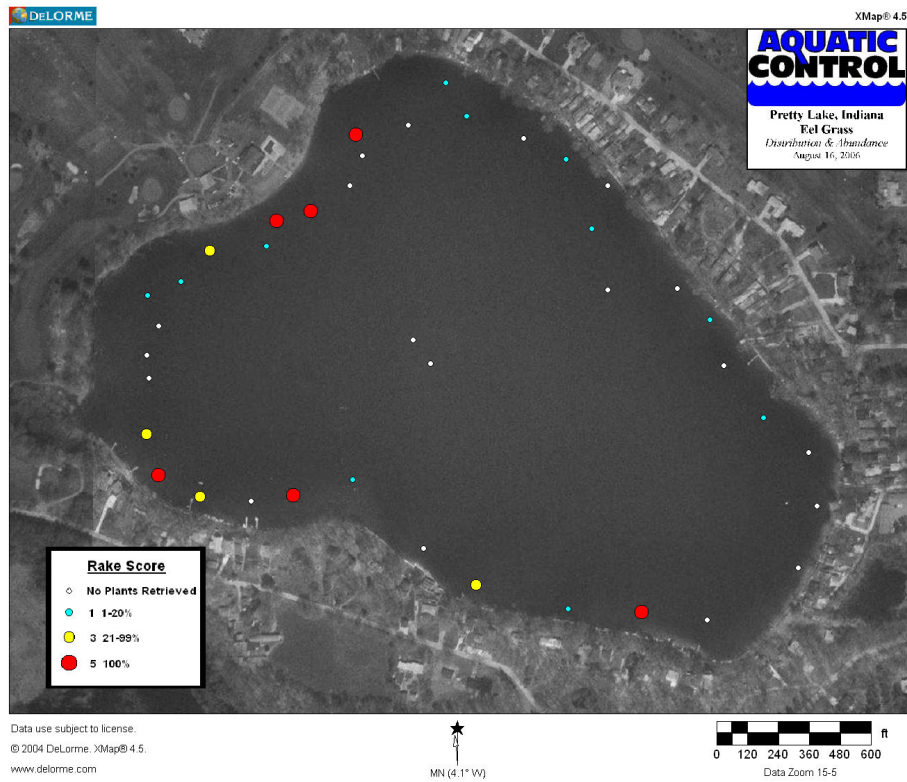 DELORME
XMap® 4.5
AQUATIC
CONTROL
Pretty Lake, Indiana
Eel Grass
Distribution & Abundance
August 16, 2006
Rake Score
No Plants Retrieved
1 1-20%
3 21-99%
5 100%
Data use subject to license.
© 2004 DeLorme. XMap® 4.5.
www.delorme.com
MN (4.1° W)
ft
0 120 240 360 480 600
Data Zoom 15-5